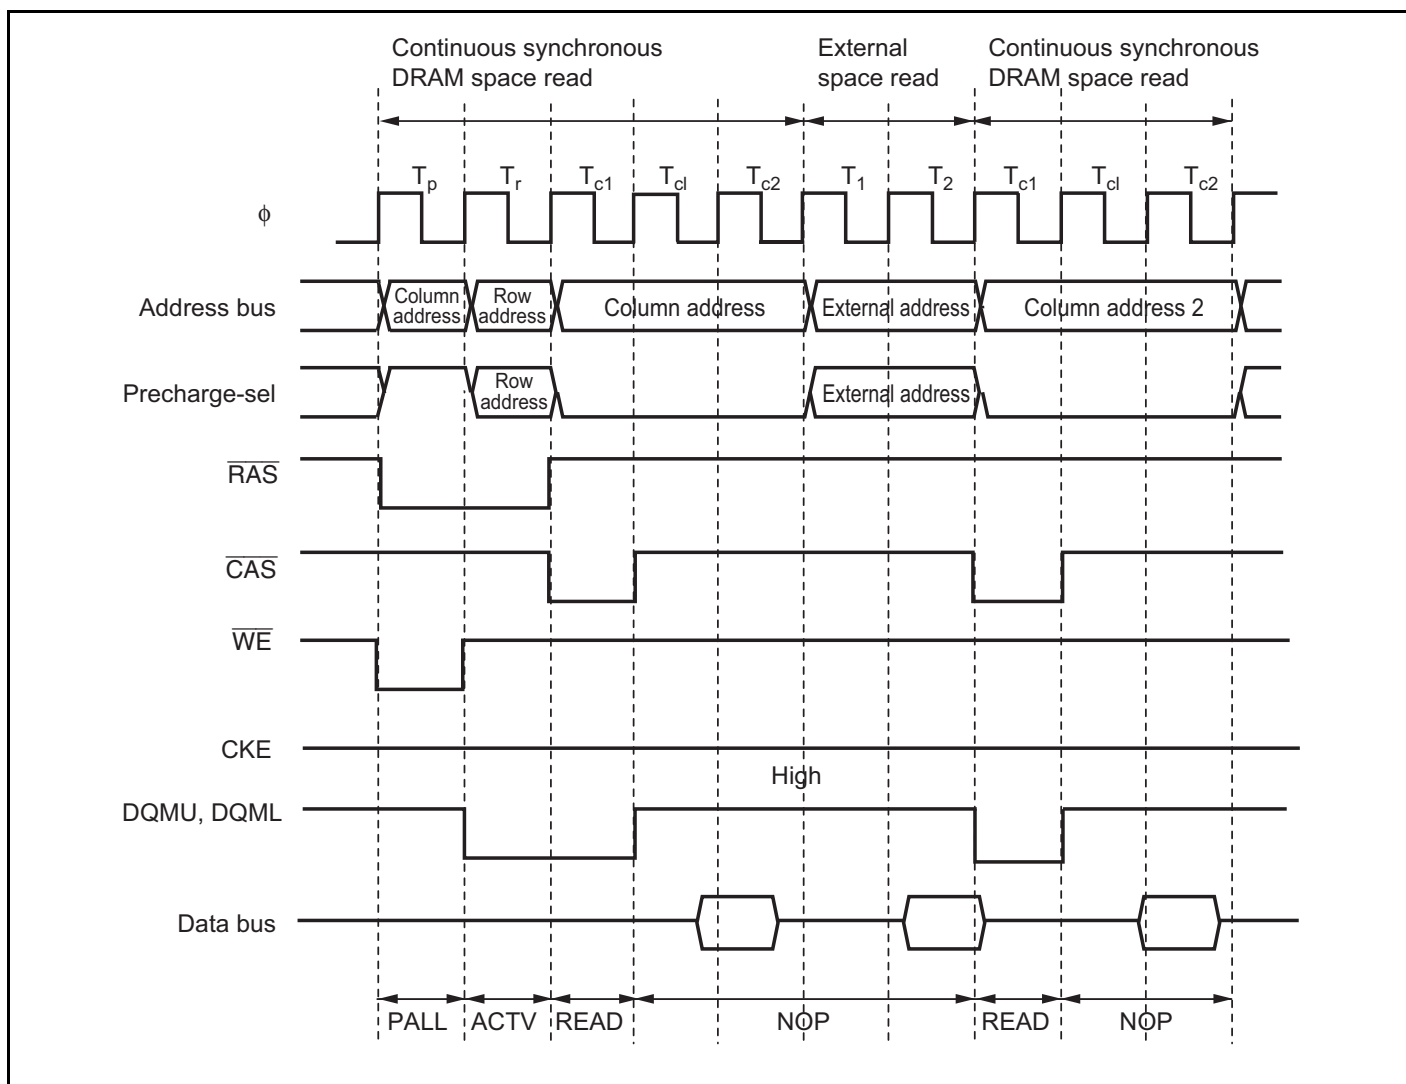 Continuous synchronous
DRAM space read
External
space read
Continuous synchronous
DRAM space read
Tp Tr Tc1 Tcl Tc2 T1 T2 Tc1 Tcl Tc2
ϕ
Address bus
Column
address
Row
address
Column address
External address
Column address 2
Precharge-sel
Row
address
External address
RAS
CAS
WE
CKE
High
DQMU, DQML
Data bus
PALL ACTV READ NOP READ NOP